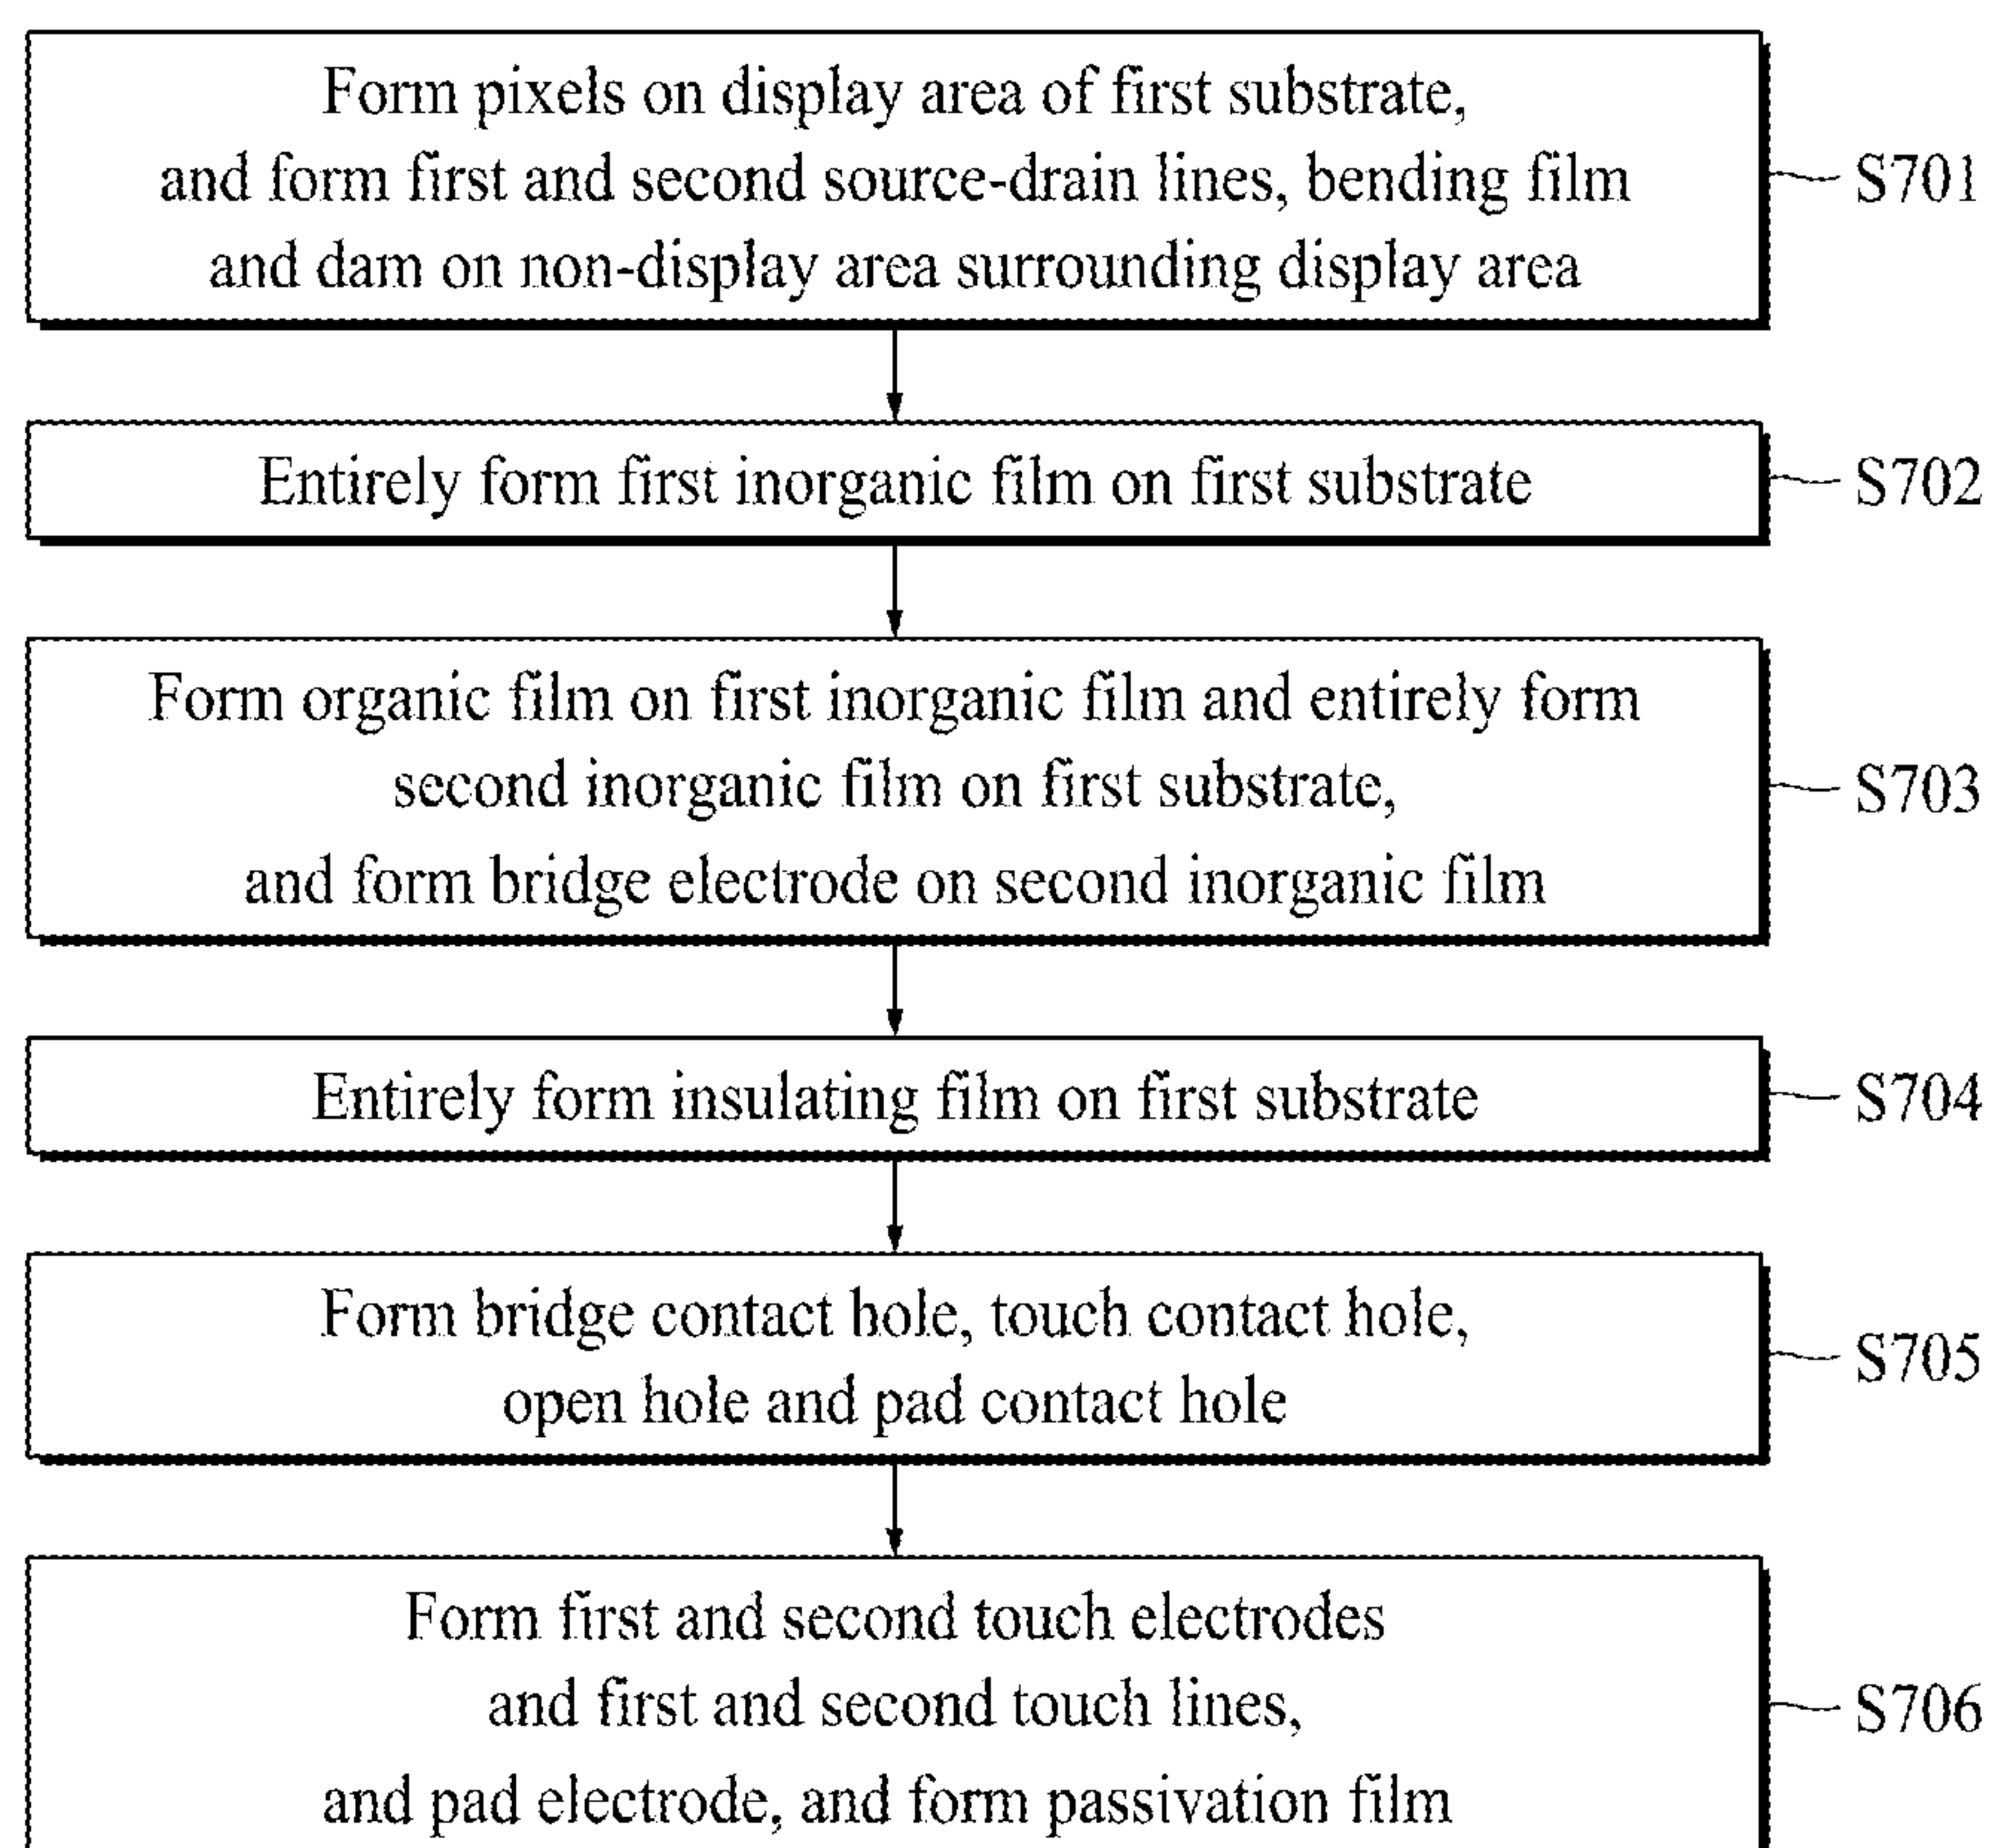 Form pixels on display area of first substrate,
and form first and second source-drain lines, bending film
and dam on non-display area surrounding display area
S701
Entirely form first inorganic film on first substrate
S702
Form organic film on first inorganic film and entirely form
second inorganic film on first substrate,
and form bridge electrode on second inorganic film
S703
Entirely form insulating film on first substrate
S704
Form bridge contact hole, touch contact hole,
open hole and pad contact hole
S705
Form first and second touch electrodes
and first and second touch lines,
and pad electrode, and form passivation film
S706